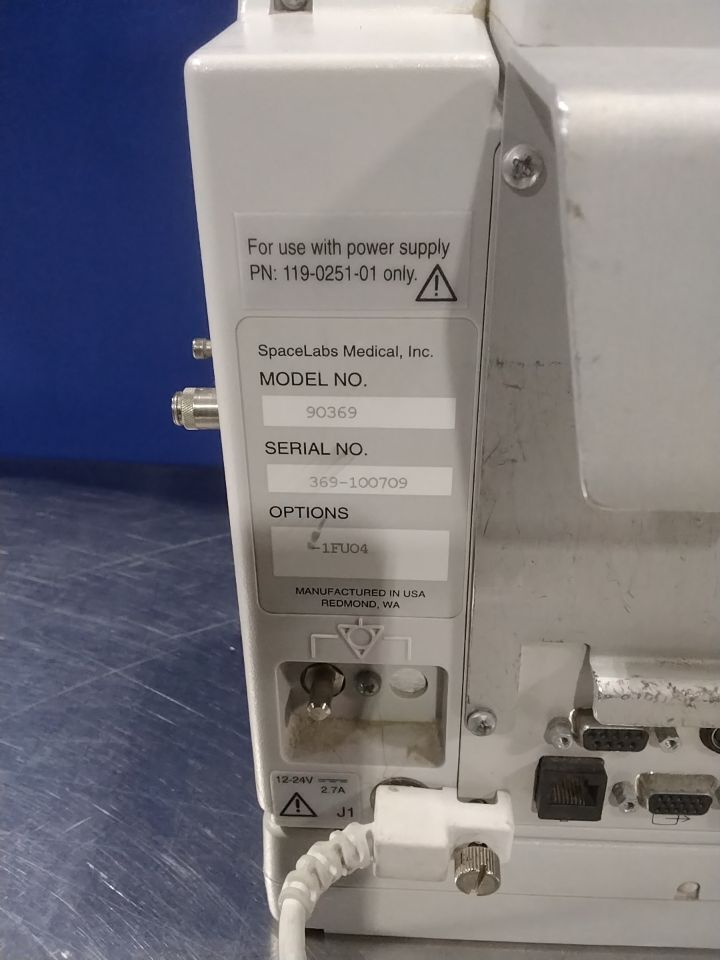 For use with power supply
PN: 119-0251-01 only.
SpaceLabs Medical, Inc.
MODEL NO.
90369
SERIAL NO.
369-100709
OPTIONS
-1FU04
MANUFACTURED IN USA
REDMOND, WA
12-24V
2.7A
J1